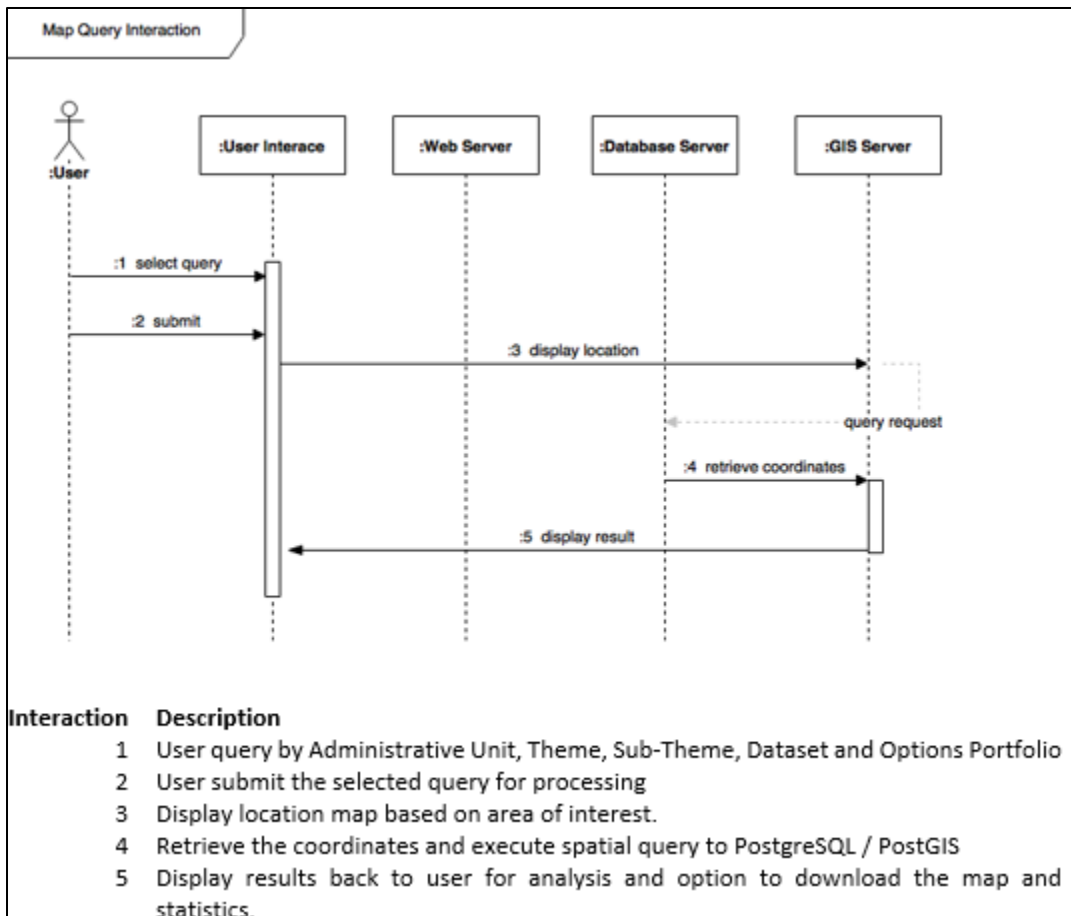 Map Query Interaction
:User
:User Interace
:Web Server
:Database Server
:GIS Server
:1 select query
:2 submit
:3 display location
query request
:4 retrieve coordinates
:5 display result
Interaction Description
1 User query by Administrative Unit, Theme, Sub-Theme, Dataset and Options Portfolio
2 User submit the selected query for processing
3 Display location map based on area of interest.
4 Retrieve the coordinates and execute spatial query to PostgreSQL / PostGIS
5 Display results back to user for analysis and option to download the map and
statistics.